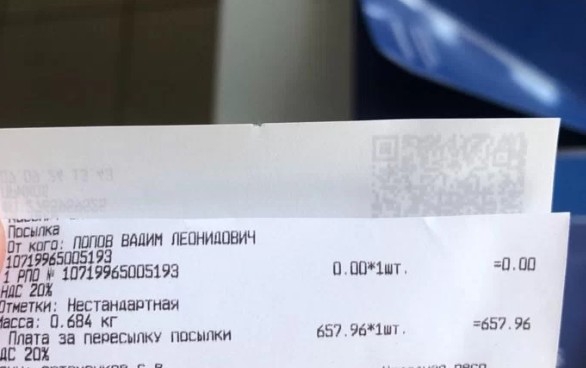 Посылка
От кого: ПОПОВ ВАДИМ ЛЕОНИДОВИЧ
10719965005193
1 РПО № 10719965005193 0.00*1шт. =0.00
НДС 20%
Отметки: Нестандартная
Масса: 0.684 кг
Плата за пересылку посылки 657.96*1шт. =657.96
НДС 20%